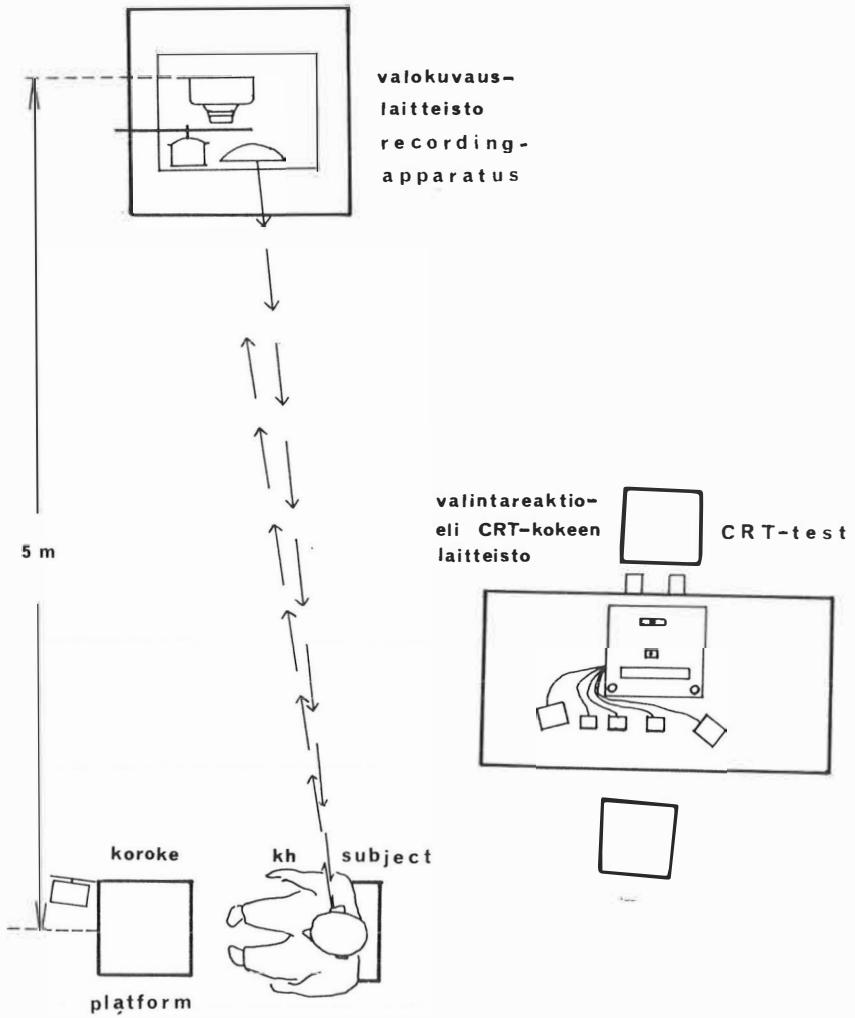 valokuvaus-
laitteisto
recording-
apparatus
valintareaktio-
eli CRT-kokeen
laitteisto
CRT-test
5 m
koroke
kh
subject
platform